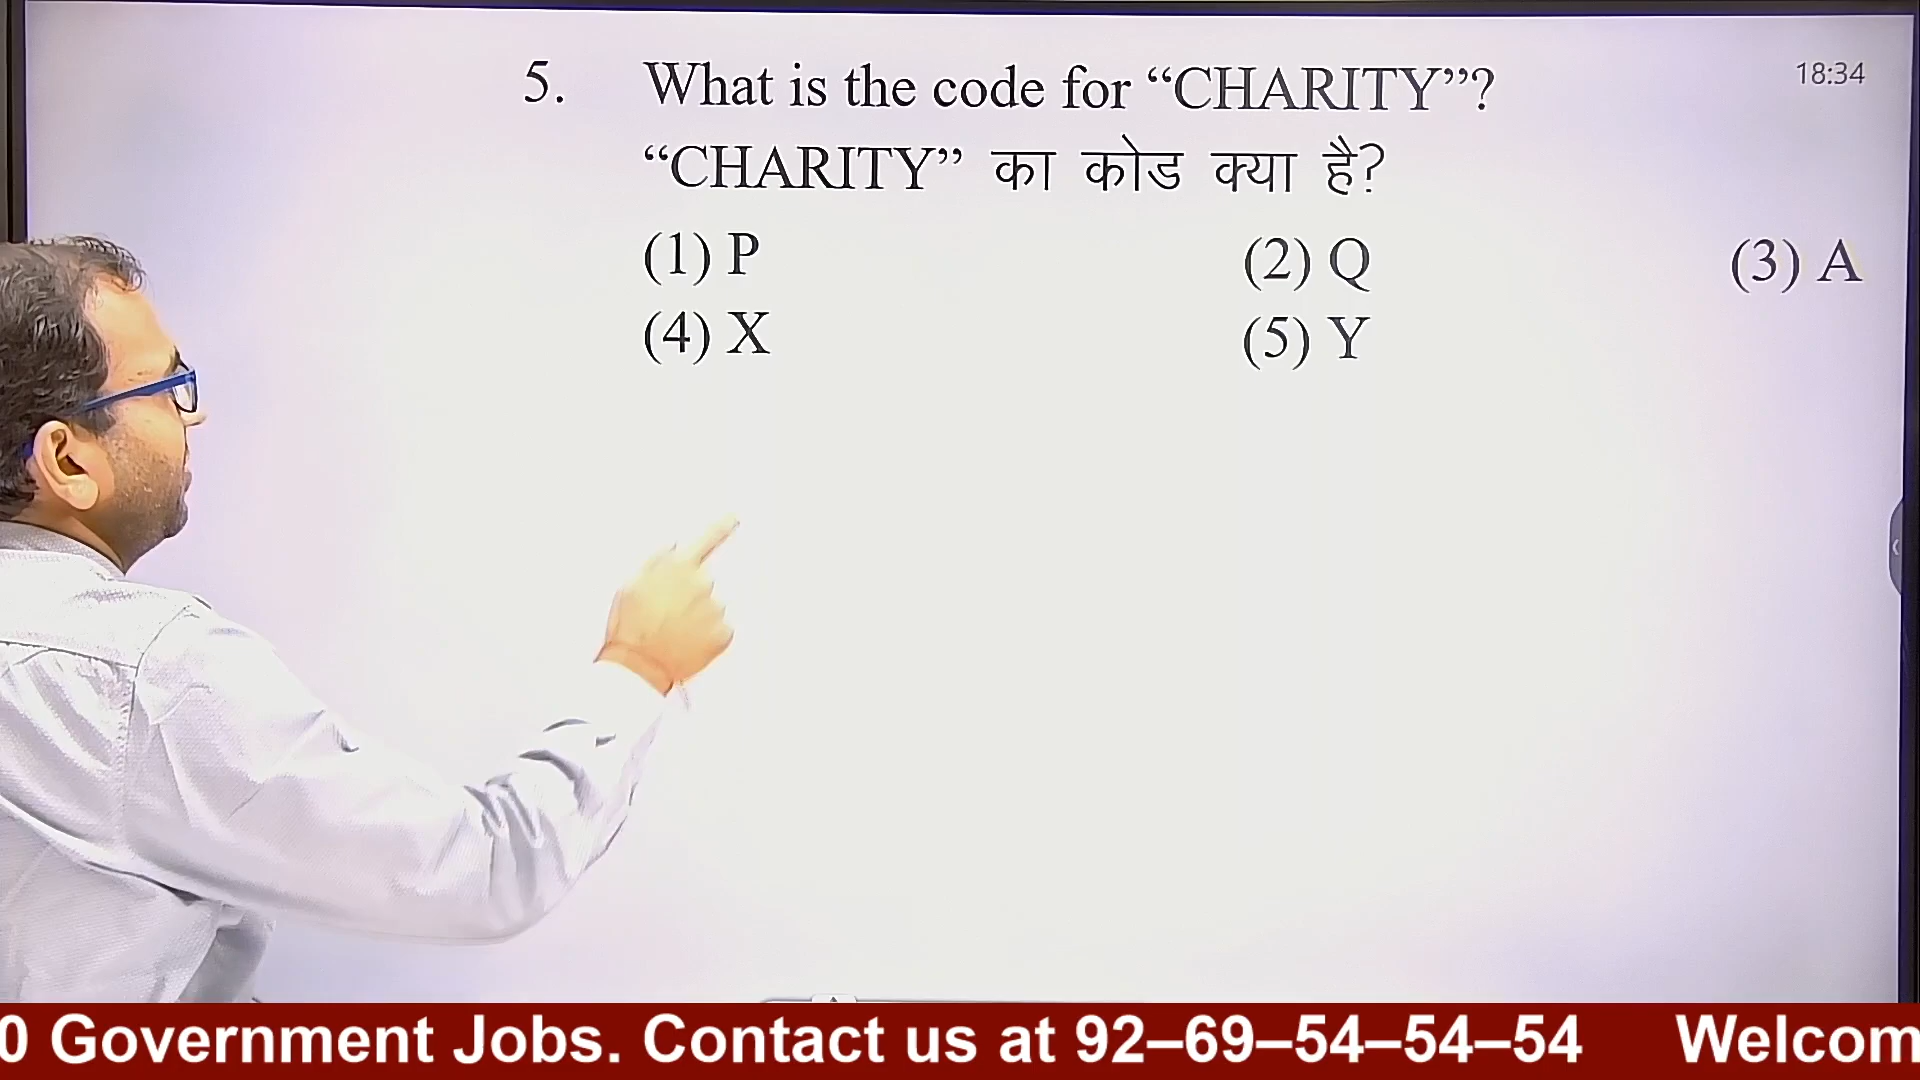 5. What is the code for “CHARITY”?
18:34
“CHARITY” का कोड क्या है?
(1) P (2) Q (3) A
(4) X (5) Y
0 Government Jobs. Contact us at 92–69–54–54–54 Welcom